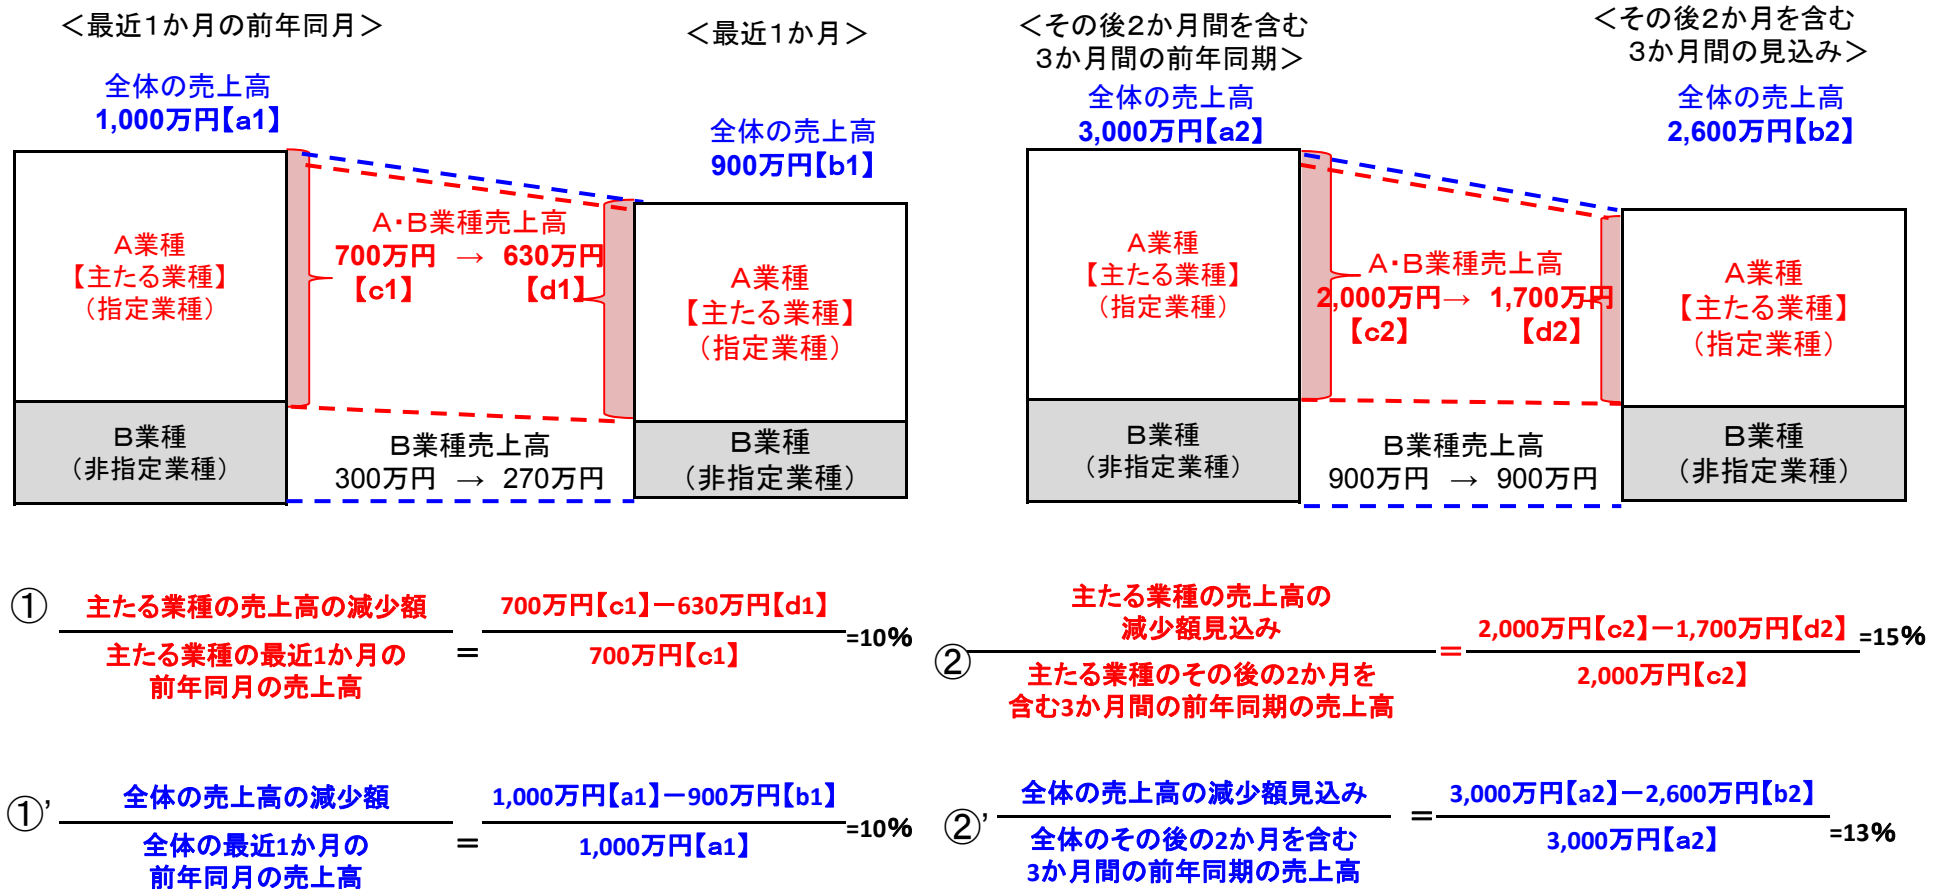 ＜最近１か月の前年同月＞
全体の売上高
1,000万円【a1】
＜最近１か月＞
全体の売上高
900万円【b1】
A業種
【主たる業種】
（指定業種）
A・B業種売上高
700万円 → 630万円
【c1】 【d1】
A業種
【主たる業種】
（指定業種）
B業種
（非指定業種）
B業種売上高
300万円 → 270万円
B業種
（非指定業種）
＜その後２か月間を含む
３か月間の前年同期＞
全体の売上高
3,000万円【a2】
＜その後２か月を含む
３か月間の見込み＞
全体の売上高
2,600万円【b2】
A業種
【主たる業種】
（指定業種）
A・B業種売上高
2,000万円→ 1,700万円
【c2】 【d2】
A業種
【主たる業種】
（指定業種）
B業種
（非指定業種）
B業種売上高
900万円 → 900万円
B業種
（非指定業種）
① 主たる業種の売上高の減少額
主たる業種の最近1か月の
前年同月の売上高
＝
700万円【c1】－630万円【d1】
700万円【c1】
=10%
② 主たる業種の売上高の
減少額見込み
主たる業種のその後の2か月を
含む3か月間の前年同期の売上高
＝
2,000万円【c2】－1,700万円【d2】
2,000万円【c2】
=15%
①’ 全体の売上高の減少額
全体の最近1か月の
前年同月の売上高
＝
1,000万円【a1】－900万円【b1】
1,000万円【a1】
=10%
②’ 全体の売上高の減少額見込み
全体のその後の2か月を含む
3か月間の前年同期の売上高
＝
3,000万円【a2】－2,600万円【b2】
3,000万円【a2】
=13%